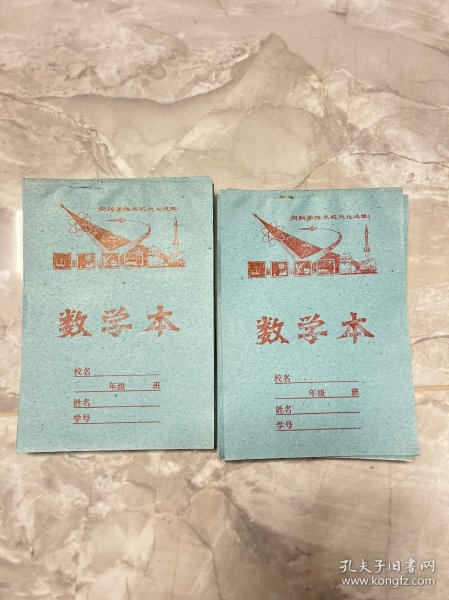 向科学技术现代化进军!
数学本
校名
年级 班
姓名
学号
向科学技术现代化进军!
数学本
校名
年级 班
姓名
学号
孔夫子旧书网
www.kongfz.com